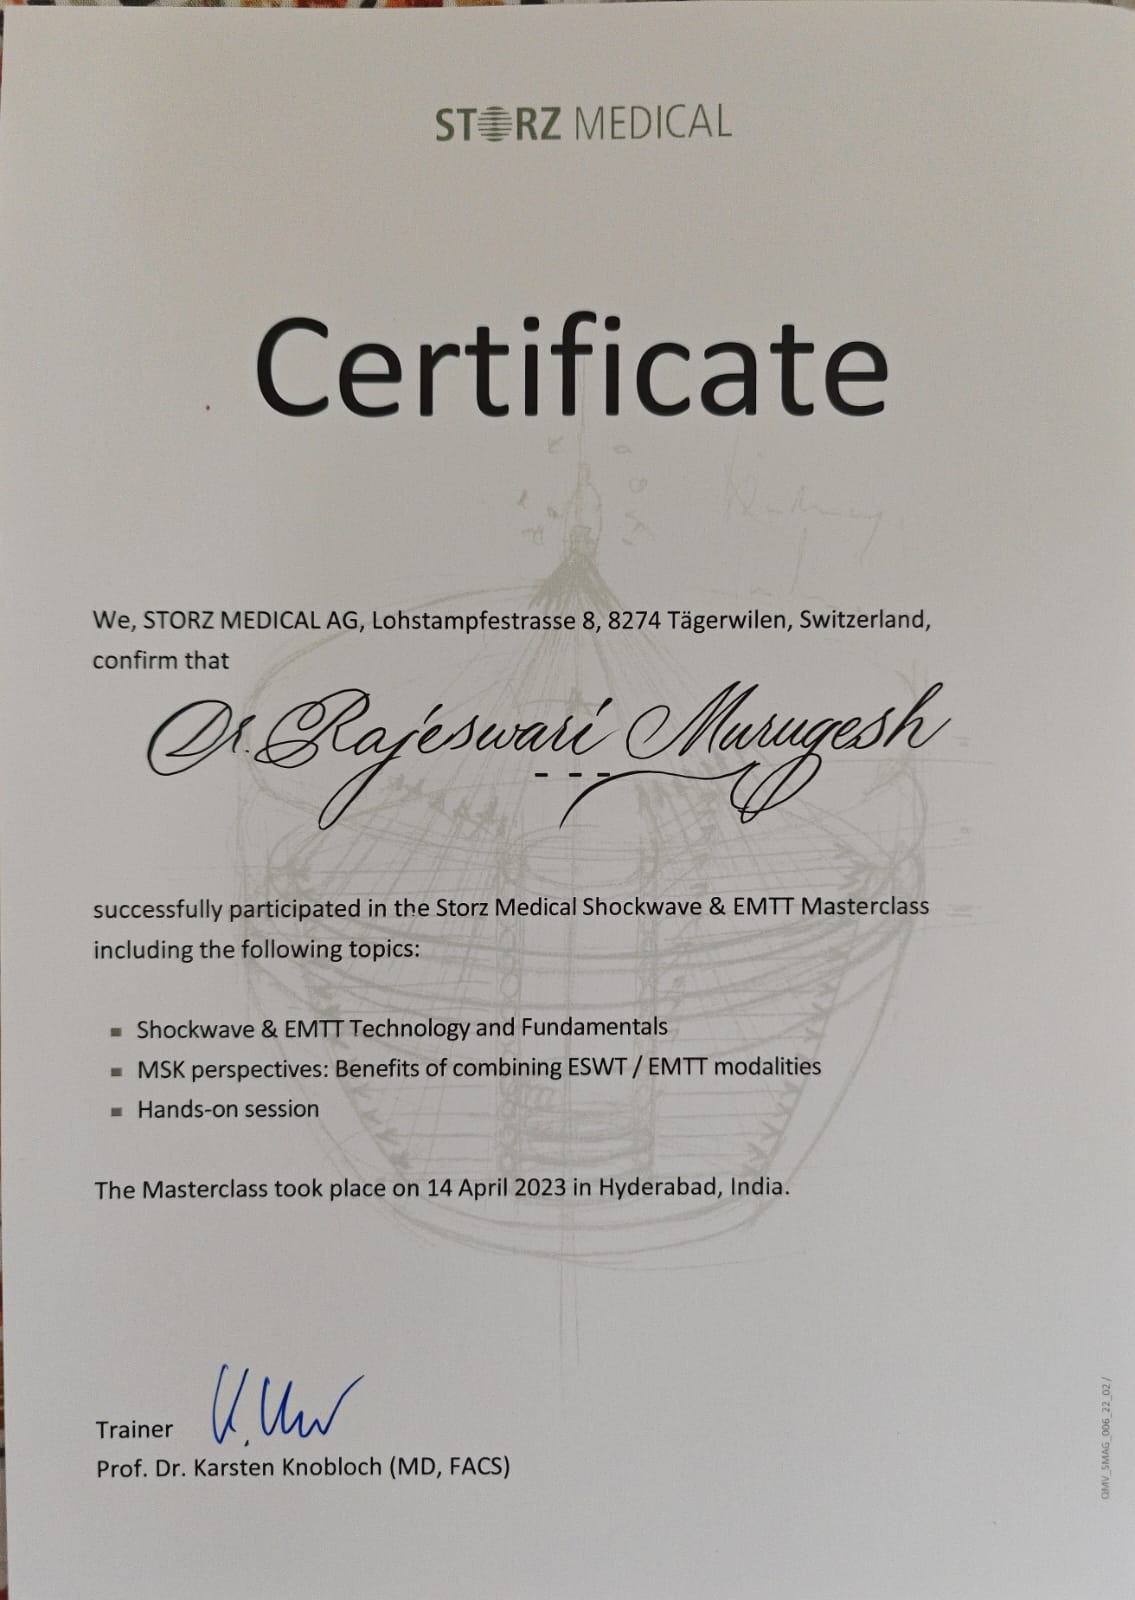 STORZ MEDICAL
Certificate
We, STORZ MEDICAL AG, Lohstampfestrasse 8, 8274 Tägerwilen, Switzerland,
confirm that
Dr. Rajeswari Murugesh
---
successfully participated in the Storz Medical Shockwave & EMTT Masterclass
including the following topics:
▪ Shockwave & EMTT Technology and Fundamentals
▪ MSK perspectives: Benefits of combining ESWT / EMTT modalities
▪ Hands-on session
The Masterclass took place on 14 April 2023 in Hyderabad, India.
Trainer
Prof. Dr. Karsten Knobloch (MD, FACS)
QMV_SMAG_006_22_02/